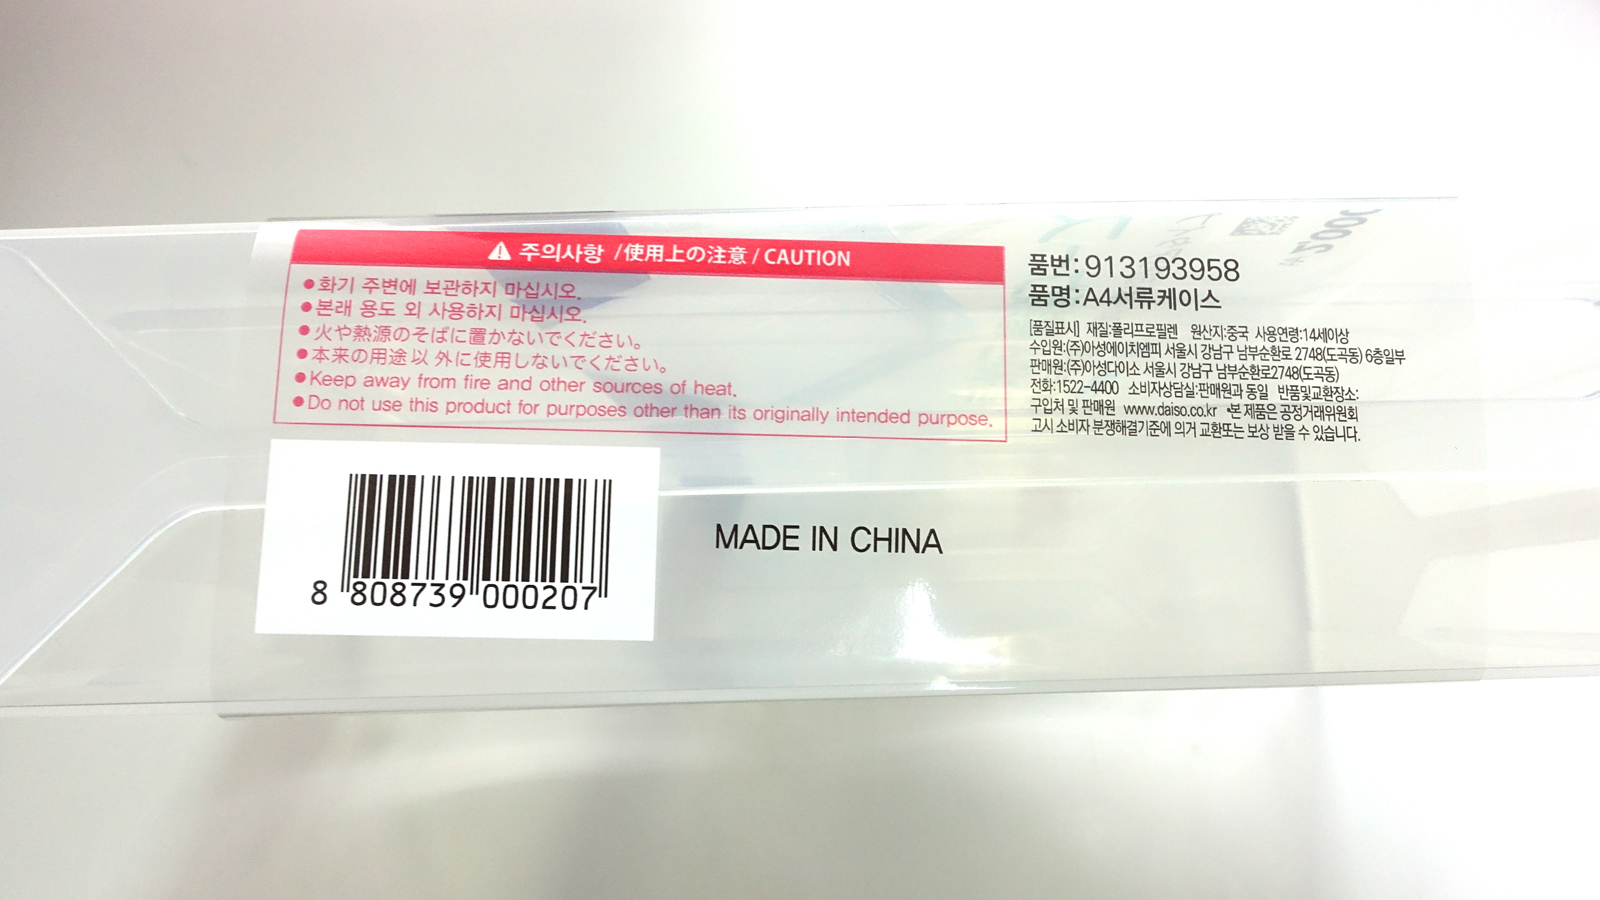 ⚠ 주의사항 /使用上の注意/ CAUTION
●화기 주변에 보관하지 마십시오.
●본래 용도 외 사용하지 마십시오.
●火や熱源のそばに置かないでください。
●本来の用途以外に使用しないでください。
●Keep away from fire and other sources of heat.
●Do not use this product for purposes other than its originally intended purpose.
품번:913193958
품명:A4서류케이스
[품질표시] 재질:폴리프로필렌 원산지:중국 사용연령:14세이상
수입원:(주)아성에이치엠피 서울시 강남구 남부순환로 2748(도곡동) 6층일부
판매원:(주)아성다이소 서울시 강남구 남부순환로2748(도곡동)
전화:1522-4400 소비자상담실:판매원과 동일 반품및교환장소:
구입처 및 판매원 www.daiso.co.kr •본 제품은 공정거래위원회
고시 소비자 분쟁해결기준에 의거 교환또는 보상 받을 수 있습니다.
MADE IN CHINA
8 808739 000207